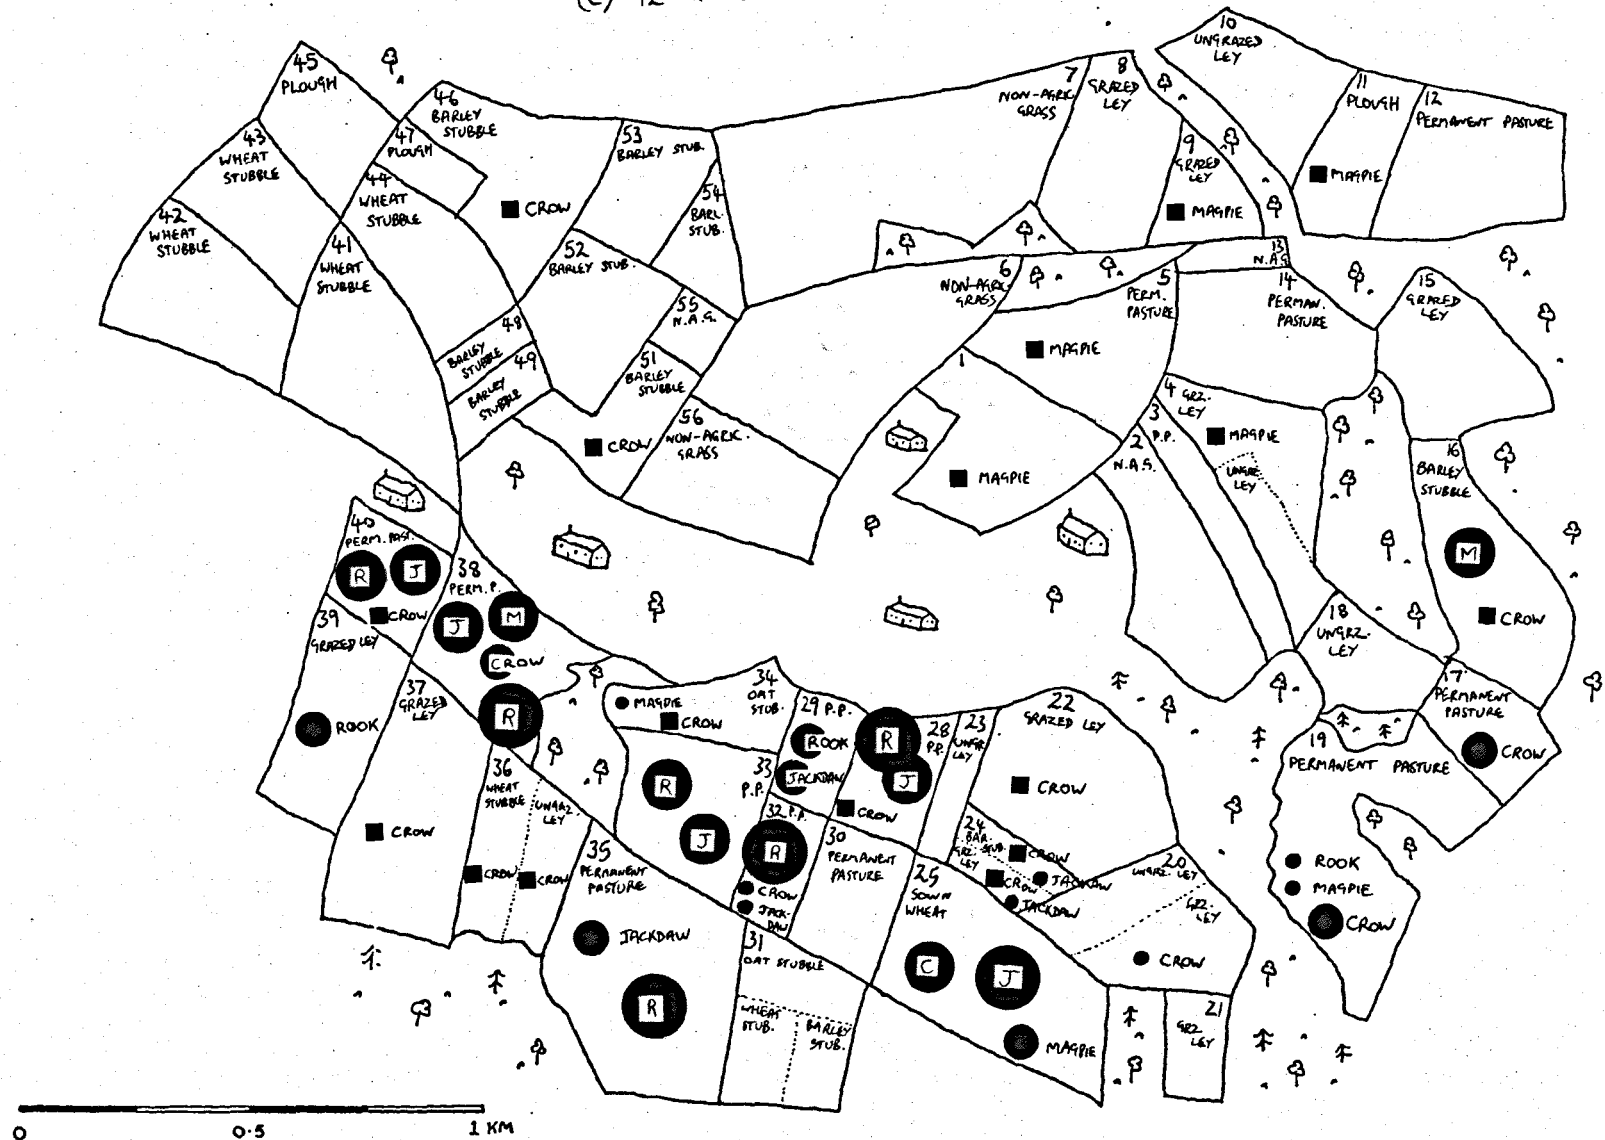 (c) 12
10
UNGRAZED
LEY
45
PLOUGH
46
BARLEY
STUBBLE
7
NON-AGRIC.
GRASS
8
GRAZED
LEY
11
PLOUGH
12
PERMANENT PASTURE
43
WHEAT
STUBBLE
47
PLOUGH
53
BARLEY STUB.
9
GRAZED
LEY
MAGPIE
MAGPIE
44
WHEAT
STUBBLE
CROW
54
BARL.
STUB.
42
WHEAT
STUBBLE
41
WHEAT
STUBBLE
52
BARLEY STUB.
6
NON-AGRIC.
GRASS
5
PERM.
PASTURE
13
N.A.G.
14
PERMAN.
PASTURE
15
GRAZED
LEY
55
N.A.G.
48
BARLEY
STUBBLE
49
BARLEY
STUBBLE
51
BARLEY
STUBBLE
MAGPIE
1
4 GRZ.
LEY
3
P.P.
2
N.A.G.
MAGPIE
UNGRZ.
LEY
56
NON-AGRIC.
GRASS
CROW
MAGPIE
16
BARLEY
STUBBLE
M
CROW
40
PERM. PAST.
R
J
CROW
38
PERM. P.
J
M
CROW
R
39
GRAZED LEY
ROOK
37
GRAZED
LEY
CROW
18
UNGRZ.
LEY
17
PERMANENT
PASTURE
CROW
34
OAT
STUB.
MAGPIE
CROW
29 P.P.
ROOK
JACKDAW
R
J
CROW
28
P.P.
23
UNGR.
LEY
22
GRAZED LEY
CROW
19
PERMANENT PASTURE
36
WHEAT
STUBBLE
UNGRZ.
LEY
CROW
CROW
33
P.P.
R
J
32 P.P.
R
CROW
JACK-
DAW
30
PERMANENT
PASTURE
24
BAR.
STUB.
GRZ.
LEY
CROW
JACKDAW
CROW
JACKDAW
20
UNGRZ. LEY
GRZ.
LEY
CROW
ROOK
MAGPIE
CROW
35
PERMANENT
PASTURE
JACKDAW
R
25
SOWN
WHEAT
C
J
MAGPIE
31
OAT STUBBLE
WHEAT
STUB.
BARLEY
STUB.
21
GRZ
LEY
0
0.5
1 KM